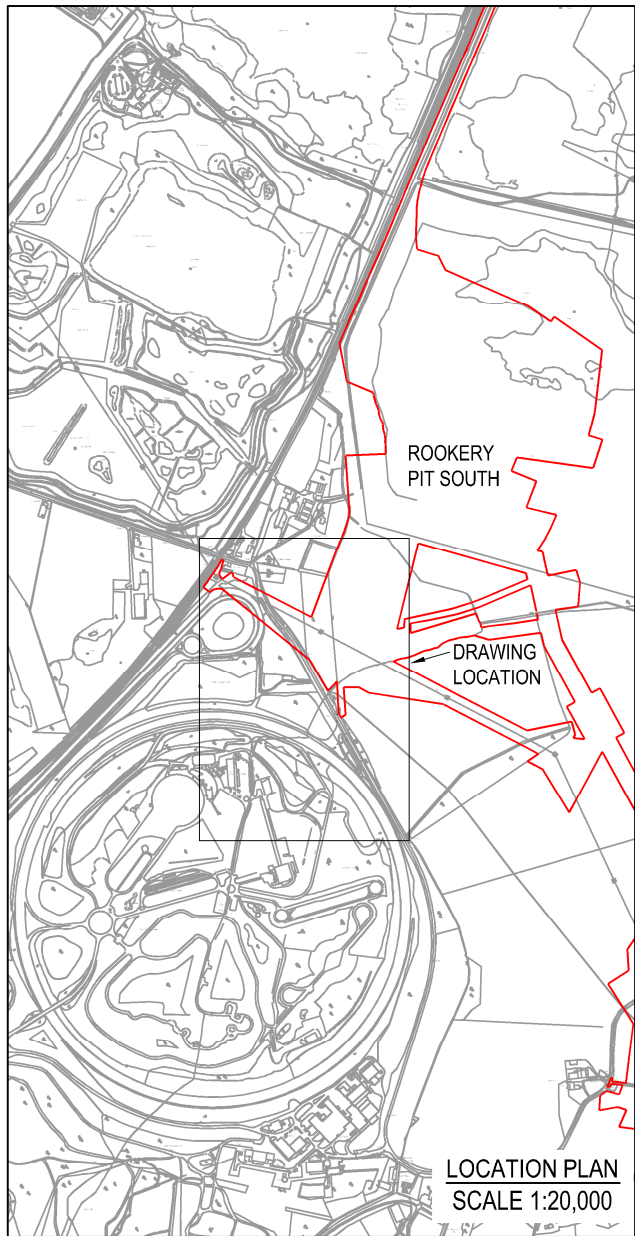 ROOKERY
PIT SOUTH
DRAWING
LOCATION
LOCATION PLAN
SCALE 1:20,000